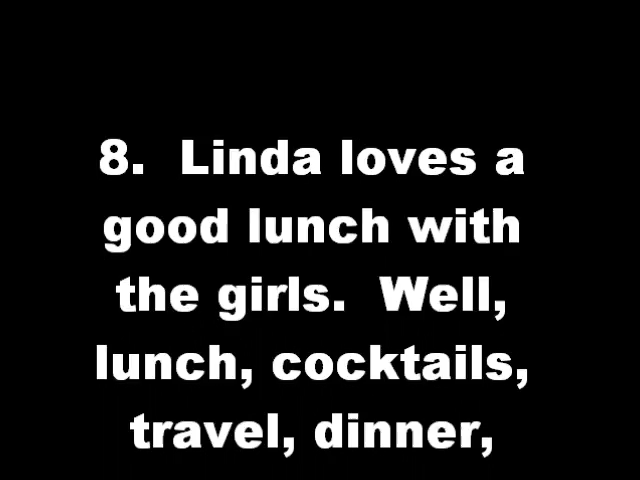 8.  Linda loves a
good lunch with
the girls.  Well,
lunch, cocktails,
travel, dinner,